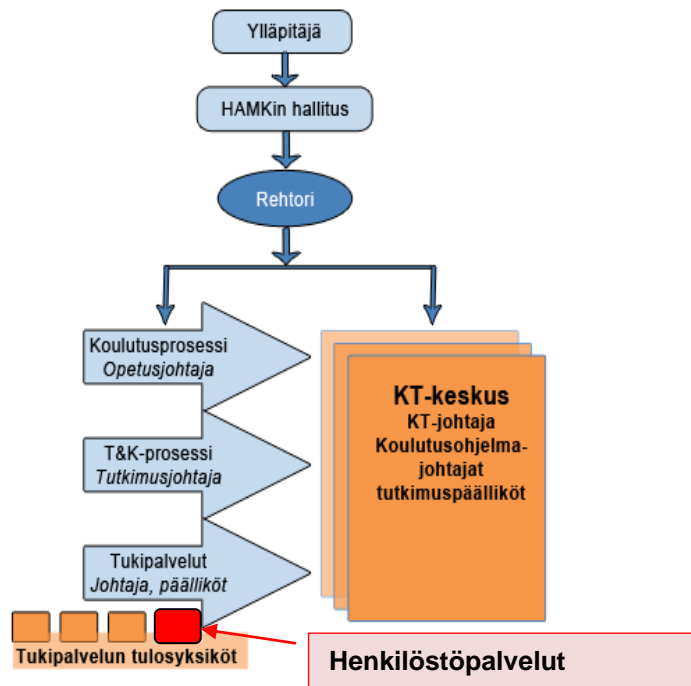 Ylläpitäjä
HAMKin hallitus
Rehtori
Koulutusprosessi
Opetusjohtaja
T&K-prosessi
Tutkimusjohtaja
Tukipalvelut
Johtaja, päälliköt
Tukipalvelun tulosyksiköt
KT-keskus
KT-johtaja
Koulutusohjelma-
johtajat
tutkimuspäälliköt
Henkilöstöpalvelut